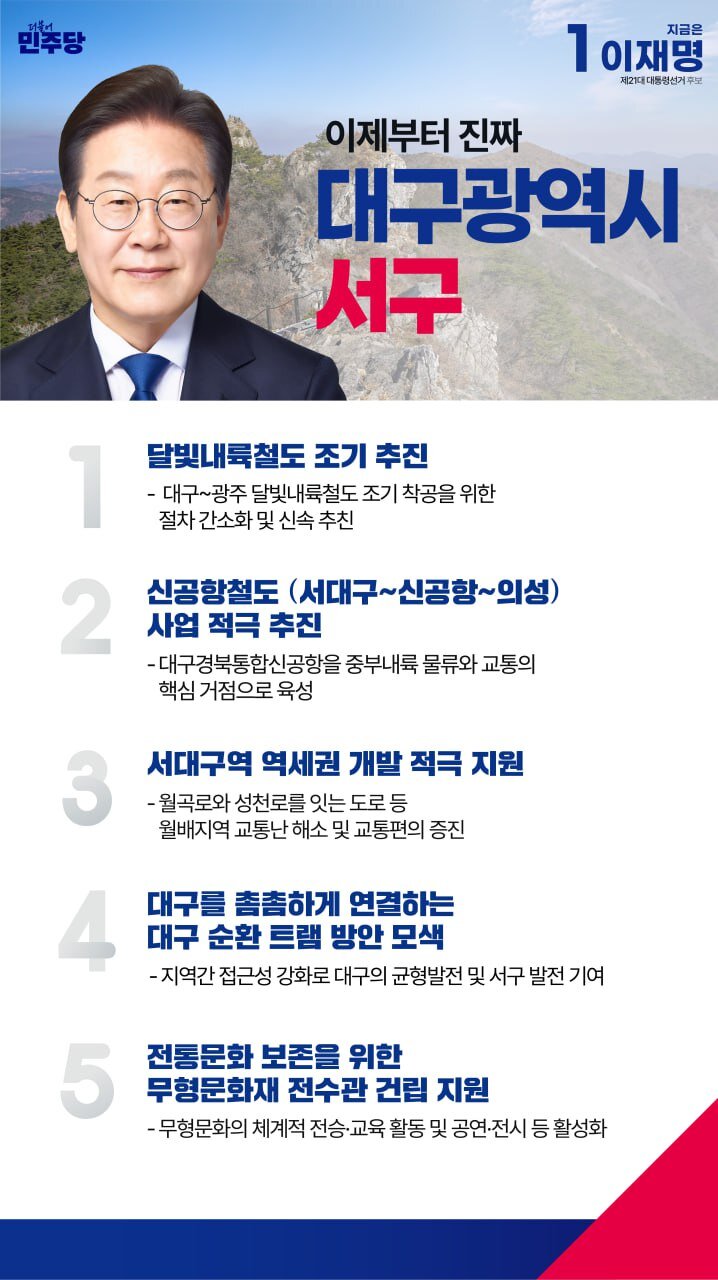 더불어
민주당
지금은
1 이재명
제21대 대통령선거 후보
이제부터 진짜
대구광역시
서구
1
달빛내륙철도 조기 추진
- 대구~광주 달빛내륙철도 조기 착공을 위한
절차 간소화 및 신속 추친
2
신공항철도 (서대구~신공항~의성)
사업 적극 추진
- 대구경북통합신공항을 중부내륙 물류와 교통의
핵심 거점으로 육성
3
서대구역 역세권 개발 적극 지원
- 월곡로와 성천로를 잇는 도로 등
월배지역 교통난 해소 및 교통편의 증진
4
대구를 촘촘하게 연결하는
대구 순환 트램 방안 모색
- 지역간 접근성 강화로 대구의 균형발전 및 서구 발전 기여
5
전통문화 보존을 위한
무형문화재 전수관 건립 지원
- 무형문화의 체계적 전승·교육 활동 및 공연·전시 등 활성화